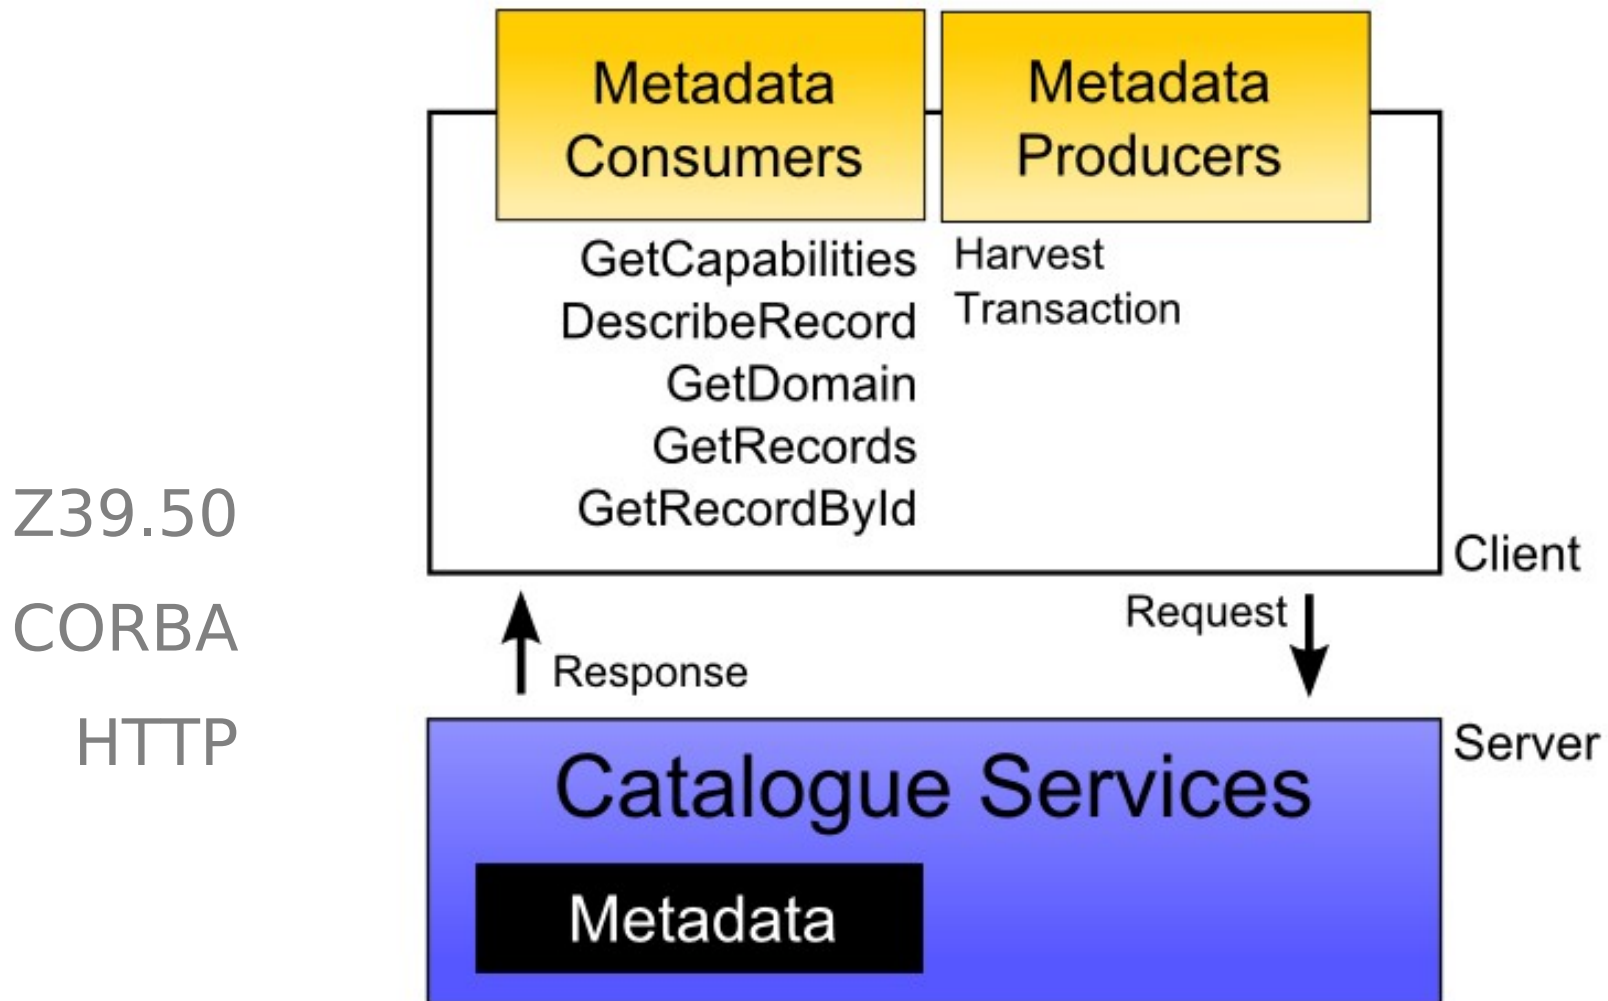 Metadata
Consumers
Metadata
Producers
GetCapabilities
DescribeRecord
GetDomain
GetRecords
GetRecordById
Harvest
Transaction
Z39.50
CORBA
HTTP
Client
Request
Response
Server
Catalogue Services
Metadata